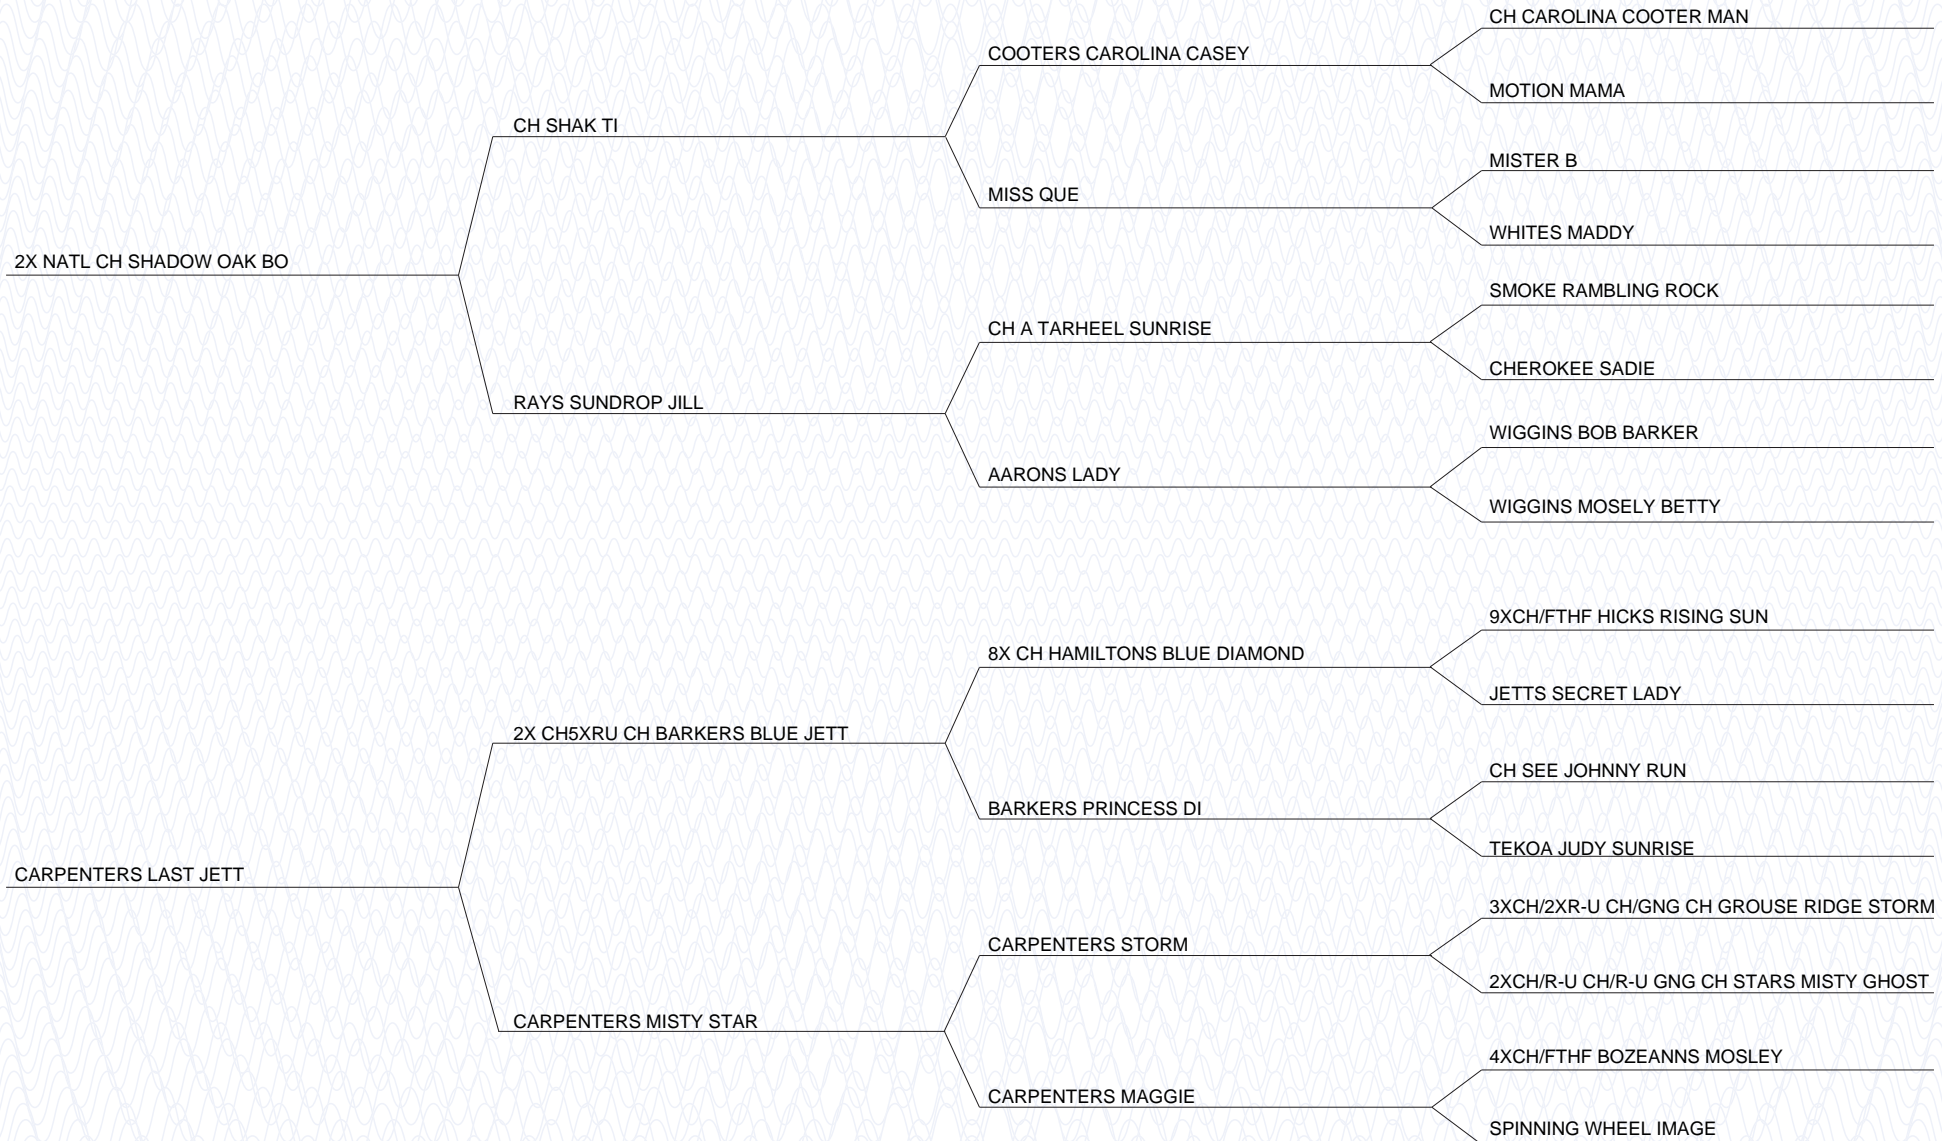 CH CAROLINA COOTER MAN
COOTERS CAROLINA CASEY
MOTION MAMA
CH SHAK TI
MISTER B
MISS QUE
WHITES MADDY
2X NATL CH SHADOW OAK BO
SMOKE RAMBLING ROCK
CH A TARHEEL SUNRISE
CHEROKEE SADIE
RAYS SUNDROP JILL
WIGGINS BOB BARKER
AARONS LADY
WIGGINS MOSELY BETTY
9XCH/FTHF HICKS RISING SUN
8X CH HAMILTONS BLUE DIAMOND
JETTS SECRET LADY
2X CH5XRU CH BARKERS BLUE JETT
CH SEE JOHNNY RUN
BARKERS PRINCESS DI
TEKOA JUDY SUNRISE
CARPENTERS LAST JETT
3XCH/2XR-U CH/GNG CH GROUSE RIDGE STORM
CARPENTERS STORM
2XCH/R-U CH/R-U GNG CH STARS MISTY GHOST
CARPENTERS MISTY STAR
4XCH/FTHF BOZEANNS MOSLEY
CARPENTERS MAGGIE
SPINNING WHEEL IMAGE